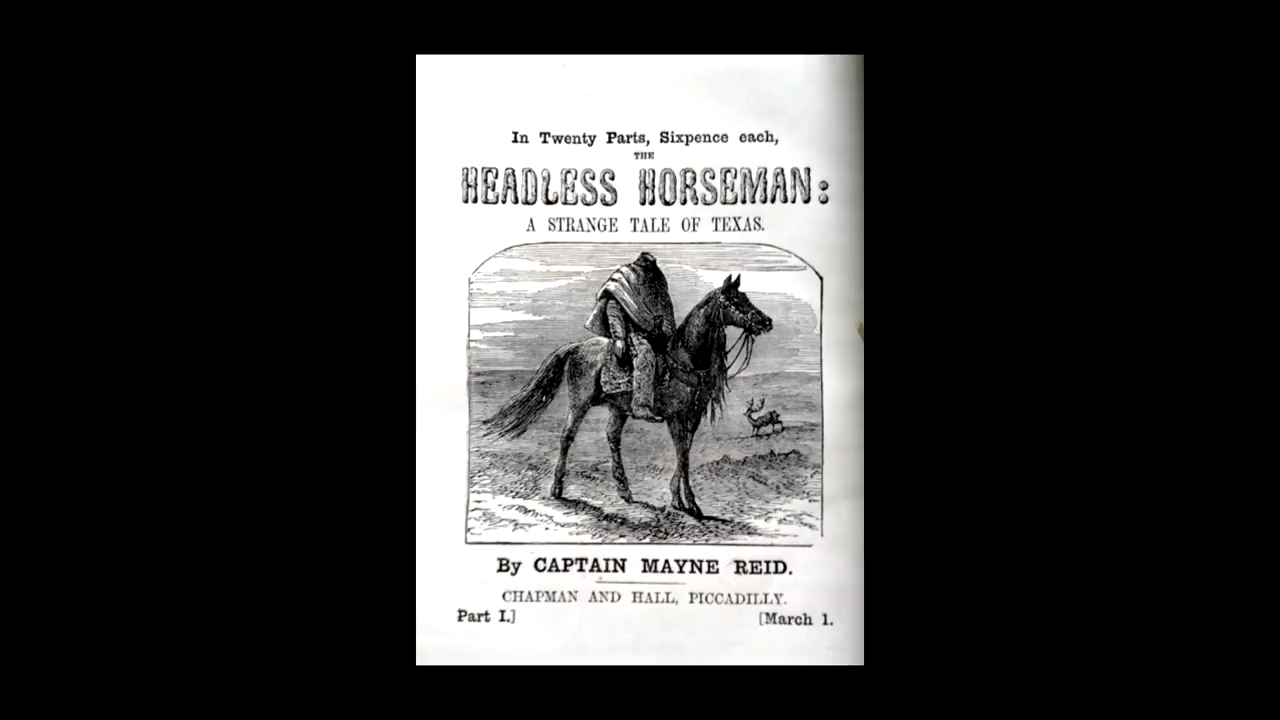 In Twenty Parts, Sixpence each,
THE
HEADLESS HORSEMAN:
A STRANGE TALE OF TEXAS.
By CAPTAIN MAYNE REID.
CHAPMAN AND HALL, PICCADILLY.
Part I.] [March 1.